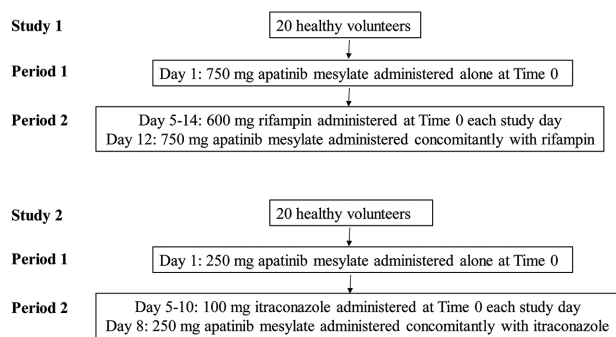 Study 1
20 healthy volunteers
Period 1
Day 1: 750 mg apatinib mesylate administered alone at Time 0
Period 2
Day 5-14: 600 mg rifampin administered at Time 0 each study day
Day 12: 750 mg apatinib mesylate administered concomitantly with rifampin
Study 2
20 healthy volunteers
Period 1
Day 1: 250 mg apatinib mesylate administered alone at Time 0
Period 2
Day 5-10: 100 mg itraconazole administered at Time 0 each study day
Day 8: 250 mg apatinib mesylate administered concomitantly with itraconazole